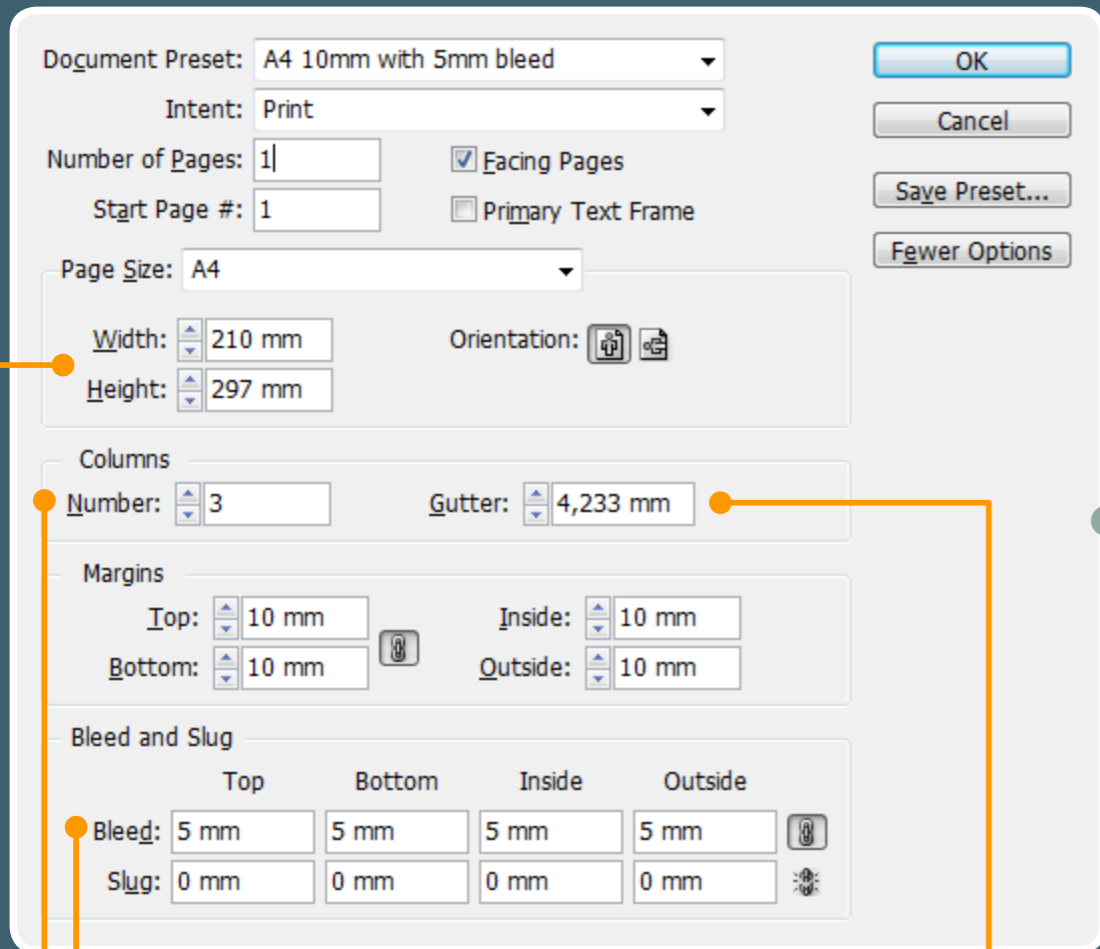 Document Preset: A4 10mm with 5mm bleed
OK
Intent: Print
Cancel
Number of Pages: 1
Facing Pages
Save Preset...
Start Page #: 1
Primary Text Frame
Fewer Options
Page Size: A4
Width: 210 mm
Orientation:
Height: 297 mm
Columns
Number: 3
Gutter: 4,233 mm
Margins
Top: 10 mm
Inside: 10 mm
Bottom: 10 mm
Outside: 10 mm
Bleed and Slug
Top Bottom Inside Outside
Bleed: 5 mm 5 mm 5 mm 5 mm
Slug: 0 mm 0 mm 0 mm 0 mm